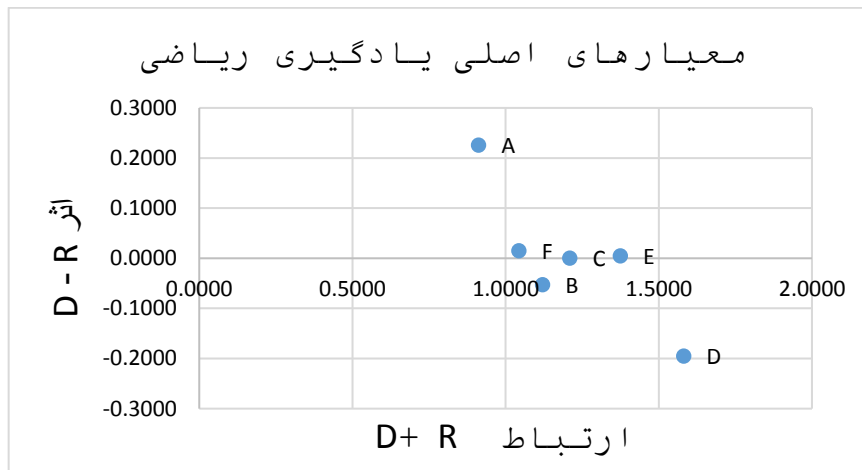 معیارهای اصلی یادگیری ریاضی
0.3000
0.2000
0.1000
0.0000
-0.1000
-0.2000
-0.3000
0.0000 0.5000 1.0000 1.5000 2.0000
A
F
C
E
B
D
D - R اثر
D+ R ارتباط